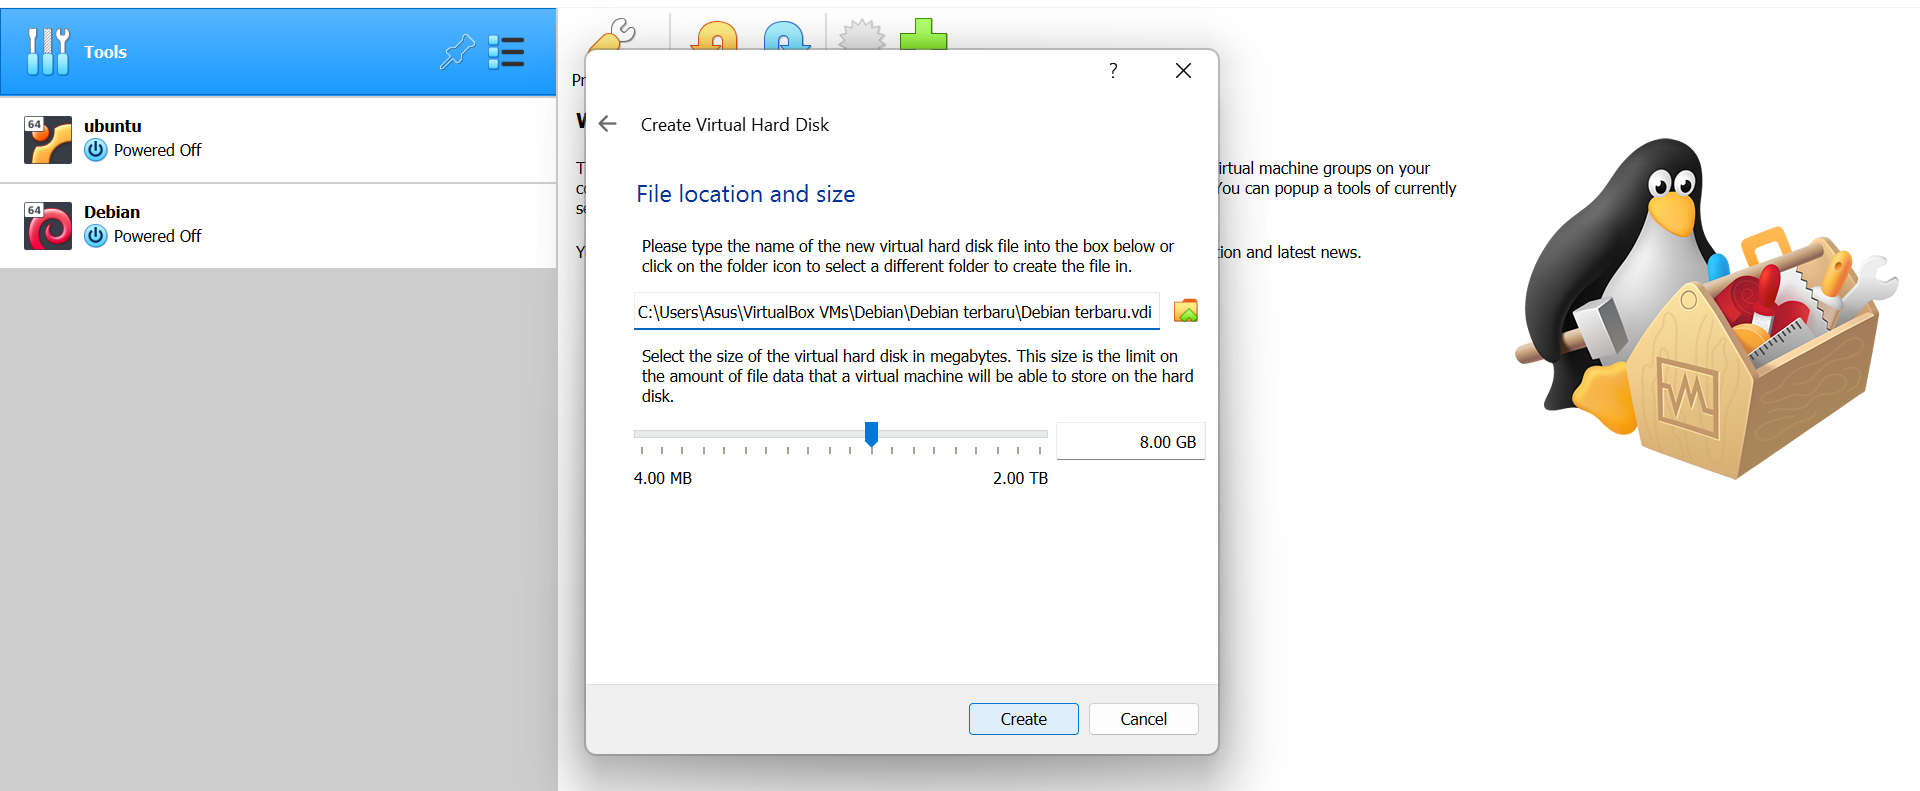 Tools
64
ubuntu
Powered Off
64
Debian
Powered Off
?
Create Virtual Hard Disk
File location and size
Please type the name of the new virtual hard disk file into the box below or
click on the folder icon to select a different folder to create the file in.
C:\Users\Asus\VirtualBox VMs\Debian\Debian terbaru\Debian terbaru.vdi
Select the size of the virtual hard disk in megabytes. This size is the limit on
the amount of file data that a virtual machine will be able to store on the hard
disk.
8.00 GB
4.00 MB
2.00 TB
Create
Cancel
virtual machine groups on your
You can popup a tools of currently
and latest news.